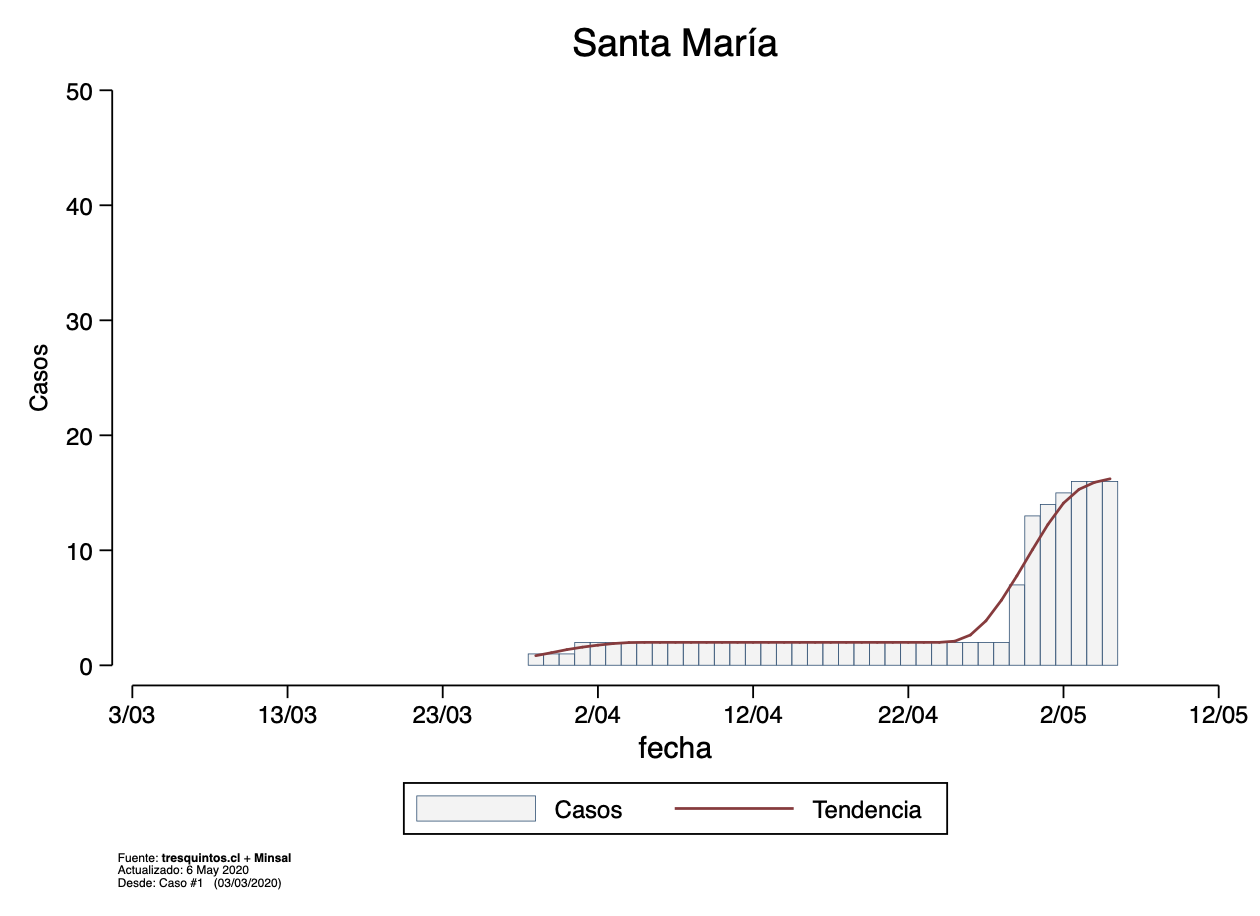 Santa María
50
40
30
20
10
0
Casos
3/03 13/03 23/03 2/04 12/04 22/04 2/05 12/05
fecha
Casos Tendencia
Fuente: tresquintos.cl + Minsal
Actualizado: 6 May 2020
Desde: Caso #1 (03/03/2020)